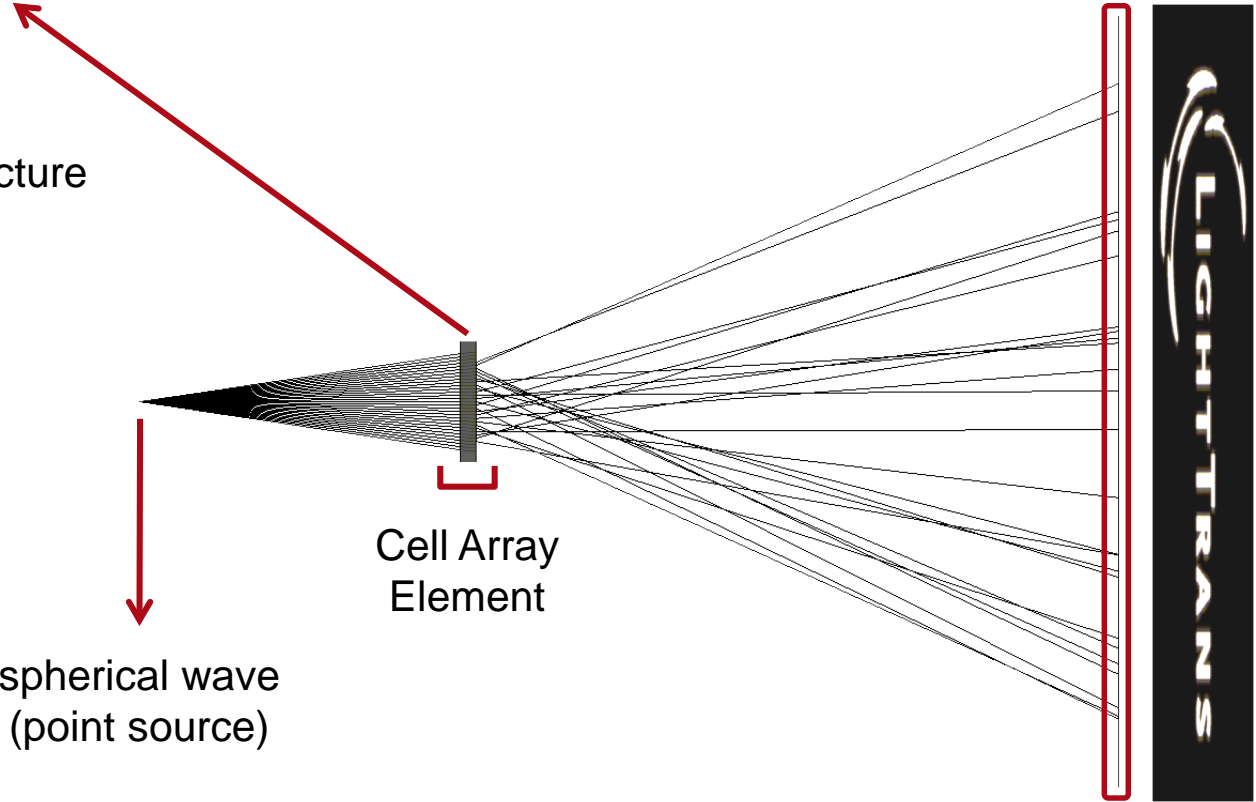 cture
Cell Array
Element
spherical wave
(point source)
LIGHTTRANS